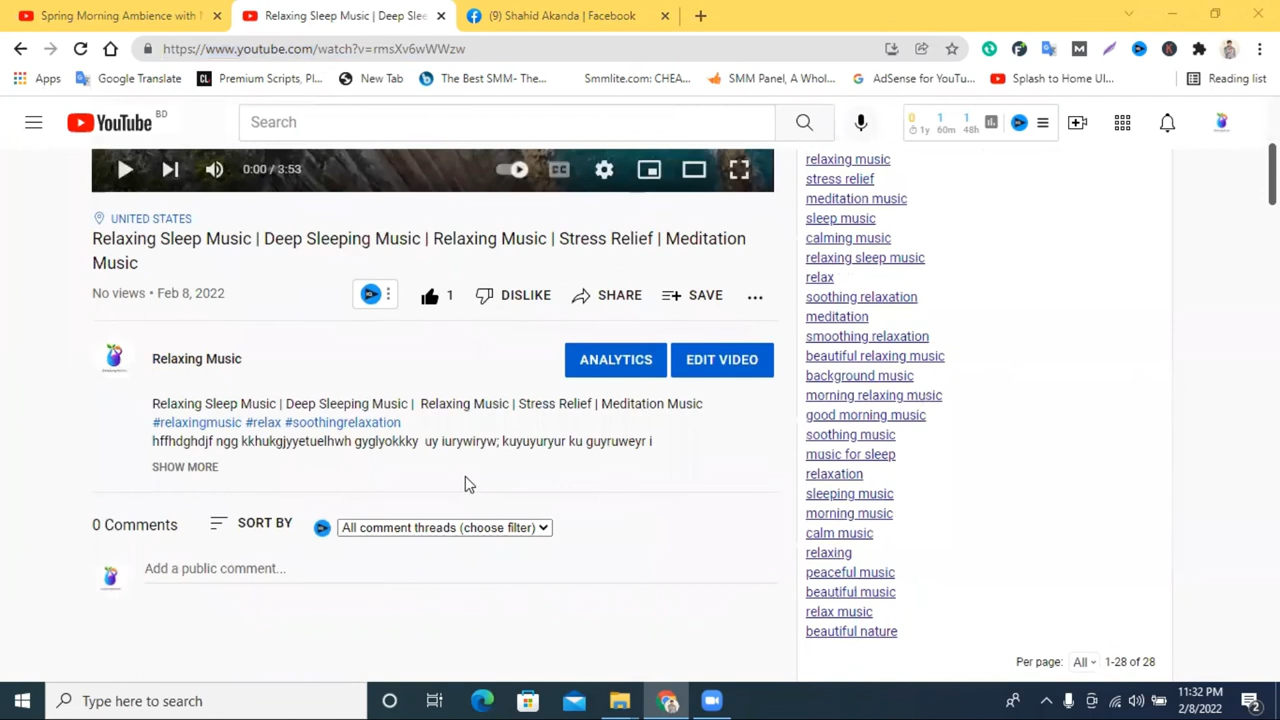 Spring Morning Ambience with
Relaxing Sleep Music | Deep Slee
(9) Shahid Akanda | Facebook
https://www.youtube.com/watch?v=rmsXv6wWWzw
Apps
Google Translate
Premium Scripts, Pl...
New Tab
The Best SMM- The...
Smmlite.com: CHEA...
SMM Panel, A Whol...
AdSense for YouTu...
Splash to Home UI...
Reading list
YouTube BD
Search
0 1 1
1y 60m 48h
0:00 / 3:53
UNITED STATES
Relaxing Sleep Music | Deep Sleeping Music | Relaxing Music | Stress Relief | Meditation
Music
No views • Feb 8, 2022
1
DISLIKE
SHARE
SAVE
Relaxing Music
ANALYTICS
EDIT VIDEO
Relaxing Sleep Music | Deep Sleeping Music | Relaxing Music | Stress Relief | Meditation Music
#relaxingmusic #relax #soothingrelaxation
hffhdghdjf ngg kkhukgjyyetuelhwh gyglyokkky uy iurywiryw; kuyuyuryur ku guyruweyr i
SHOW MORE
0 Comments
SORT BY
All comment threads (choose filter)
Add a public comment...
relaxing music
stress relief
meditation music
sleep music
calming music
relaxing sleep music
relax
soothing relaxation
meditation
smoothing relaxation
beautiful relaxing music
background music
morning relaxing music
good morning music
soothing music
music for sleep
relaxation
sleeping music
morning music
calm music
relaxing
peaceful music
beautiful music
relax music
beautiful nature
Per page: All 1-28 of 28
Type here to search
11:32 PM
2/8/2022
2